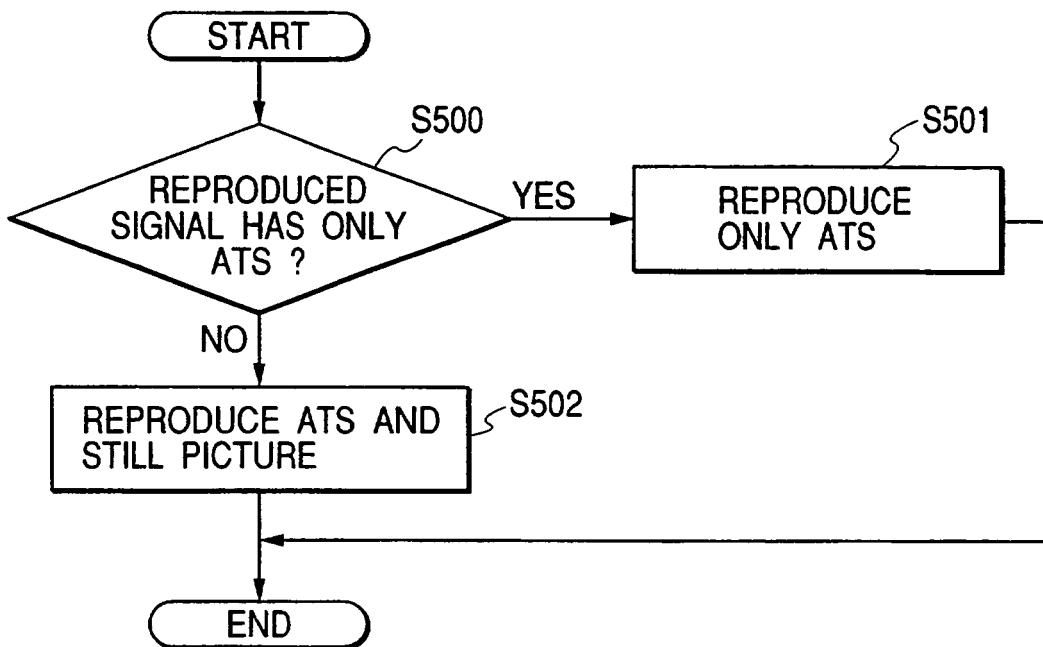 START
S500
REPRODUCED
SIGNAL HAS ONLY
ATS ?
YES
S501
REPRODUCE
ONLY ATS
NO
S502
REPRODUCE ATS AND
STILL PICTURE
END